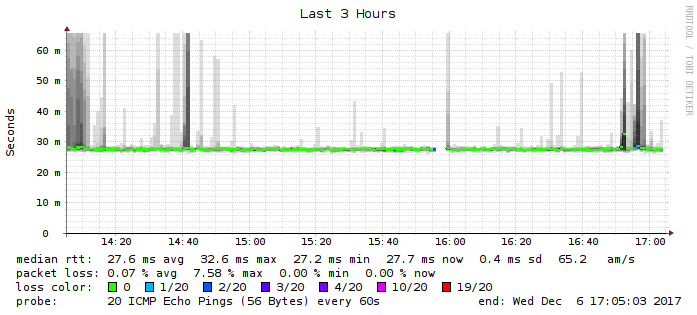 Last 3 Hours
RRDTOOL / TOBI OETIKER
Seconds
60 m
50 m
40 m
30 m
20 m
10 m
0
14:20 14:40 15:00 15:20 15:40 16:00 16:20 16:40 17:00
median rtt: 27.6 ms avg 32.6 ms max 27.2 ms min 27.7 ms now 0.4 ms sd 65.2 am/s
packet loss: 0.07 % avg 7.58 % max 0.00 % min 0.00 % now
loss color: 0 1/20 2/20 3/20 4/20 10/20 19/20
probe: 20 ICMP Echo Pings (56 Bytes) every 60s end: Wed Dec 6 17:05:03 2017